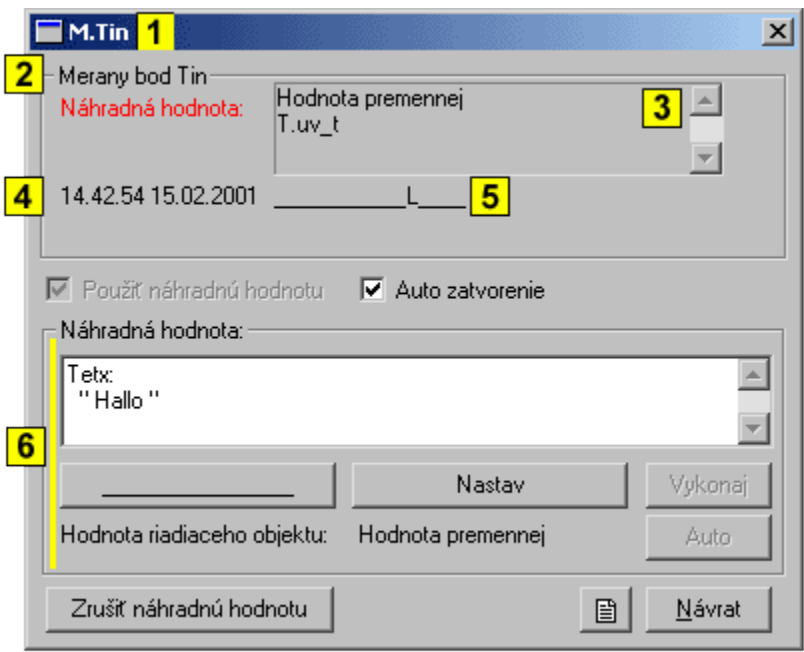 M.Tin 1
2 Merany bod Tin
Náhradná hodnota: Hodnota premennej 3
T.uv_t
4 14.42.54 15.02.2001 ___________L____ 5
Použiť náhradnú hodnotu Auto zatvorenie
Náhradná hodnota:
Tetx:
" Hallo "
6
________________ Nastav Vykonaj
Hodnota riadiaceho objektu: Hodnota premennej Auto
Zrušiť náhradnú hodnotu Návrat